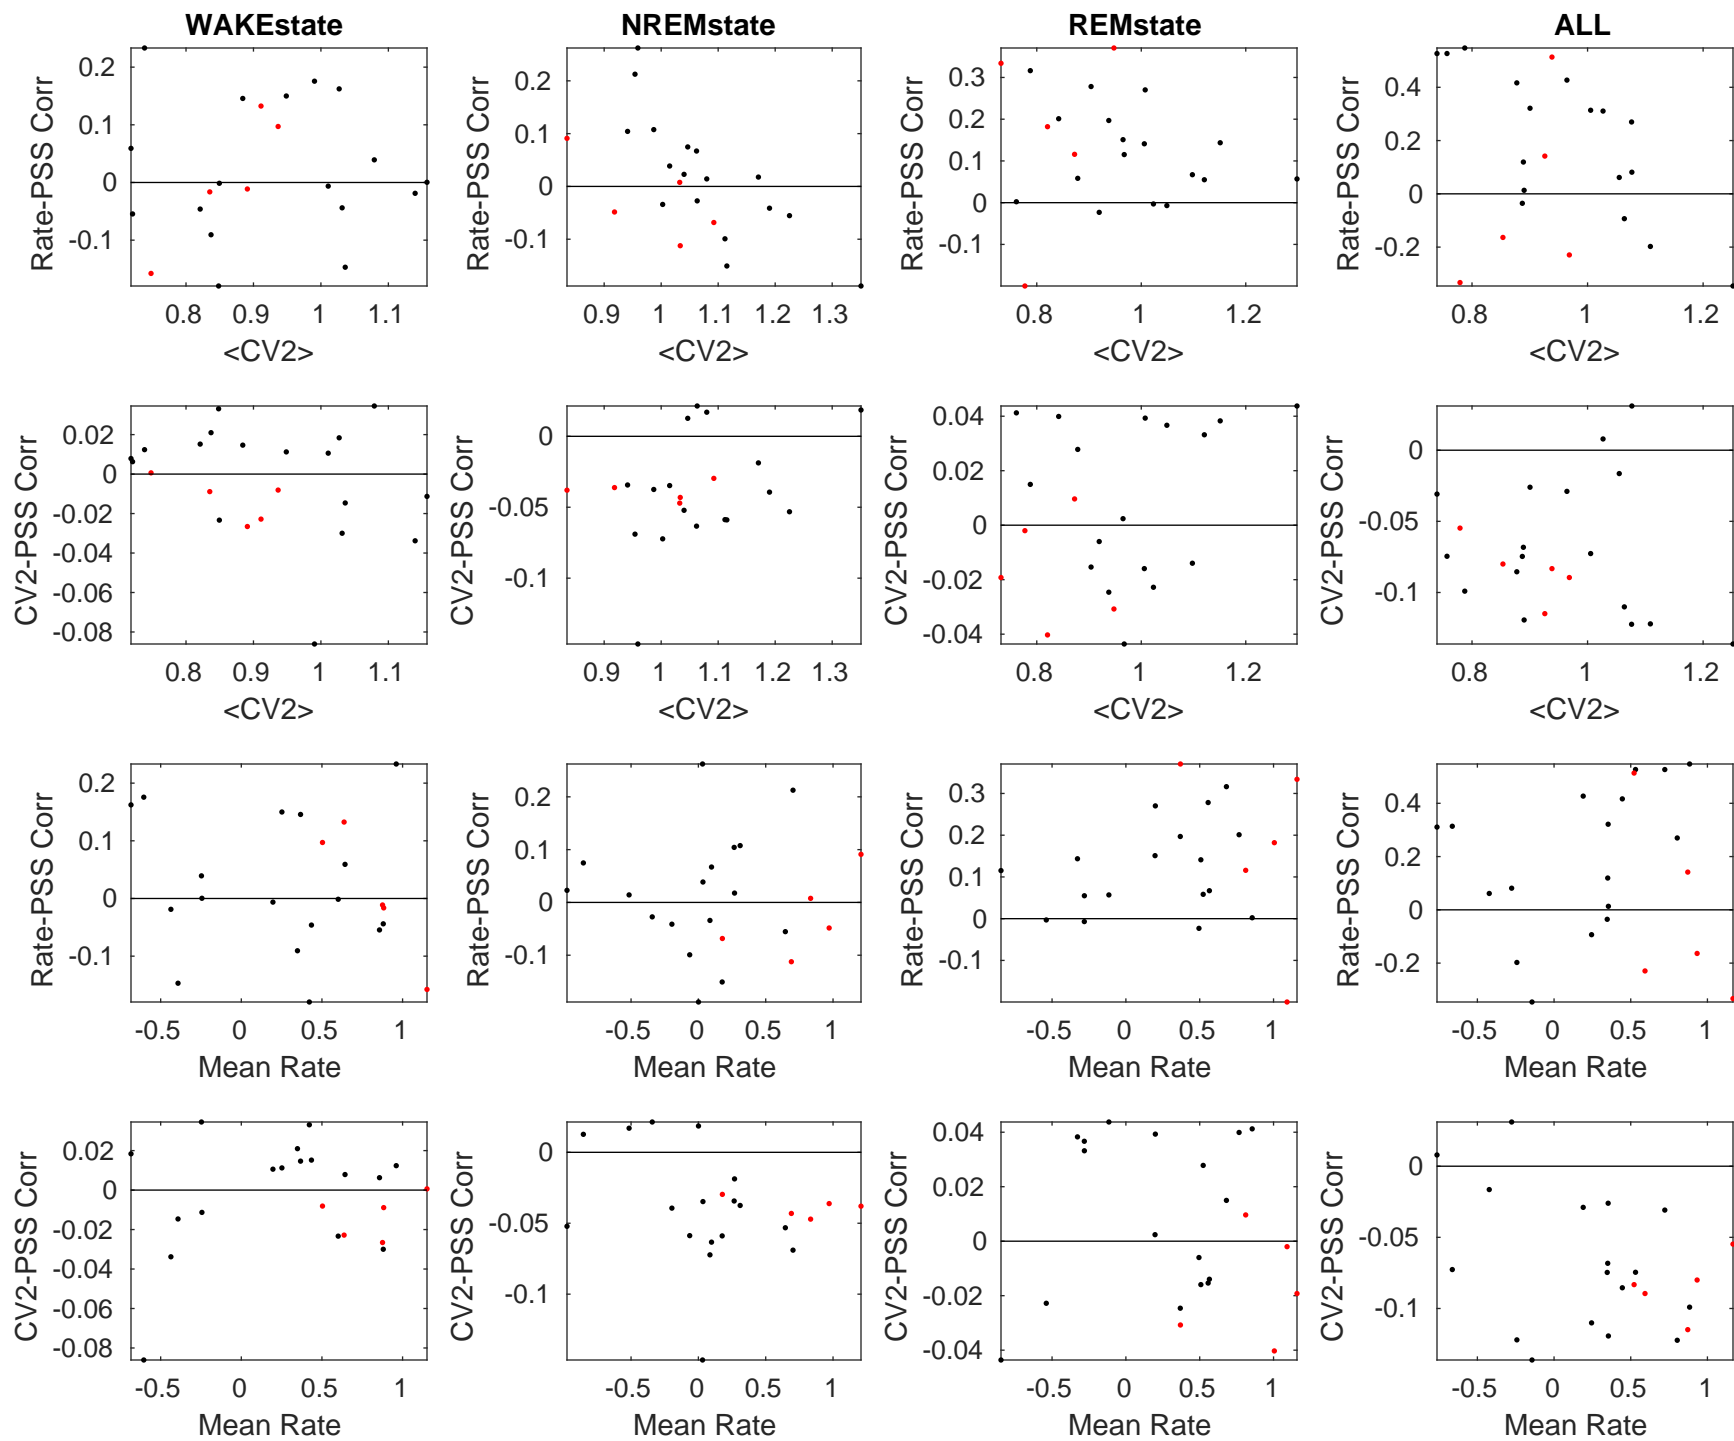 WAKEstate NREMstate REMstate ALL
Rate-PSS Corr Rate-PSS Corr Rate-PSS Corr Rate-PSS Corr
0.2 0.1 0 -0.1
0.2 0.1 0 -0.1
0.3 0.2 0.1 0 -0.1
0.4 0.2 0 -0.2
0.8 0.9 1 1.1 0.9 1 1.1 1.2 1.3 0.8 1 1.2 0.8 1 1.2
<CV2> <CV2> <CV2> <CV2>
CV2-PSS Corr CV2-PSS Corr CV2-PSS Corr CV2-PSS Corr
0.02 0 -0.02 -0.04 -0.06 -0.08
0 -0.05 -0.1
0.04 0.02 0 -0.02 -0.04
0 -0.05 -0.1
0.8 0.9 1 1.1 0.9 1 1.1 1.2 1.3 0.8 1 1.2 0.8 1 1.2
<CV2> <CV2> <CV2> <CV2>
Rate-PSS Corr Rate-PSS Corr Rate-PSS Corr Rate-PSS Corr
0.2 0.1 0 -0.1
0.2 0.1 0 -0.1
0.3 0.2 0.1 0 -0.1
0.4 0.2 0 -0.2
-0.5 0 0.5 1 -0.5 0 0.5 1 -0.5 0 0.5 1 -0.5 0 0.5 1
Mean Rate Mean Rate Mean Rate Mean Rate
CV2-PSS Corr CV2-PSS Corr CV2-PSS Corr CV2-PSS Corr
0.02 0 -0.02 -0.04 -0.06 -0.08
0 -0.05 -0.1
0.04 0.02 0 -0.02 -0.04
0 -0.05 -0.1
-0.5 0 0.5 1 -0.5 0 0.5 1 -0.5 0 0.5 1 -0.5 0 0.5 1
Mean Rate Mean Rate Mean Rate Mean Rate